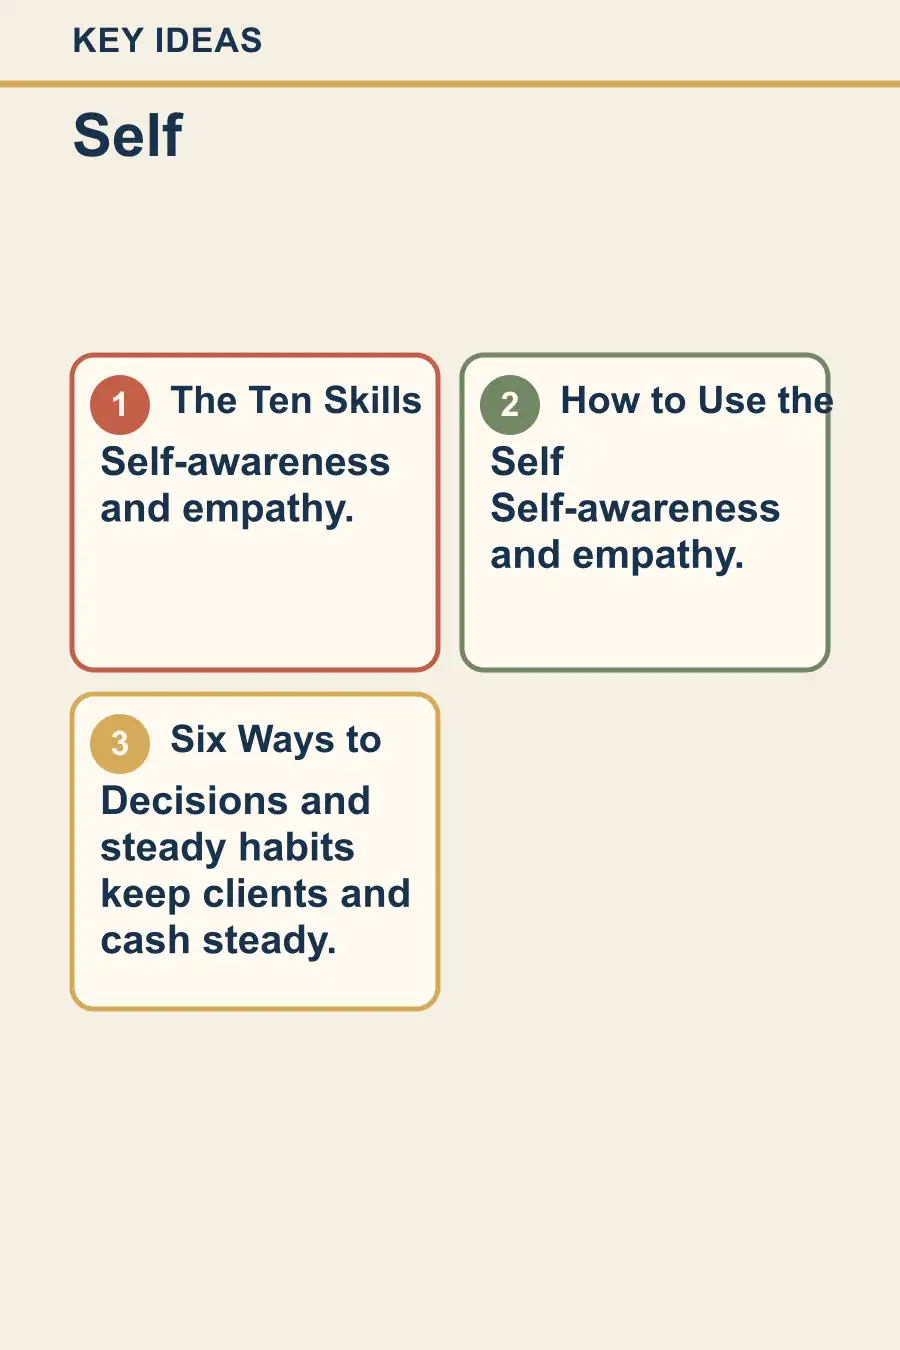 KEY IDEAS
Self
1 The Ten Skills
Self-awareness
and empathy.
2 How to Use the
Self
Self-awareness
and empathy.
3 Six Ways to
Decisions and
steady habits
keep clients and
cash steady.